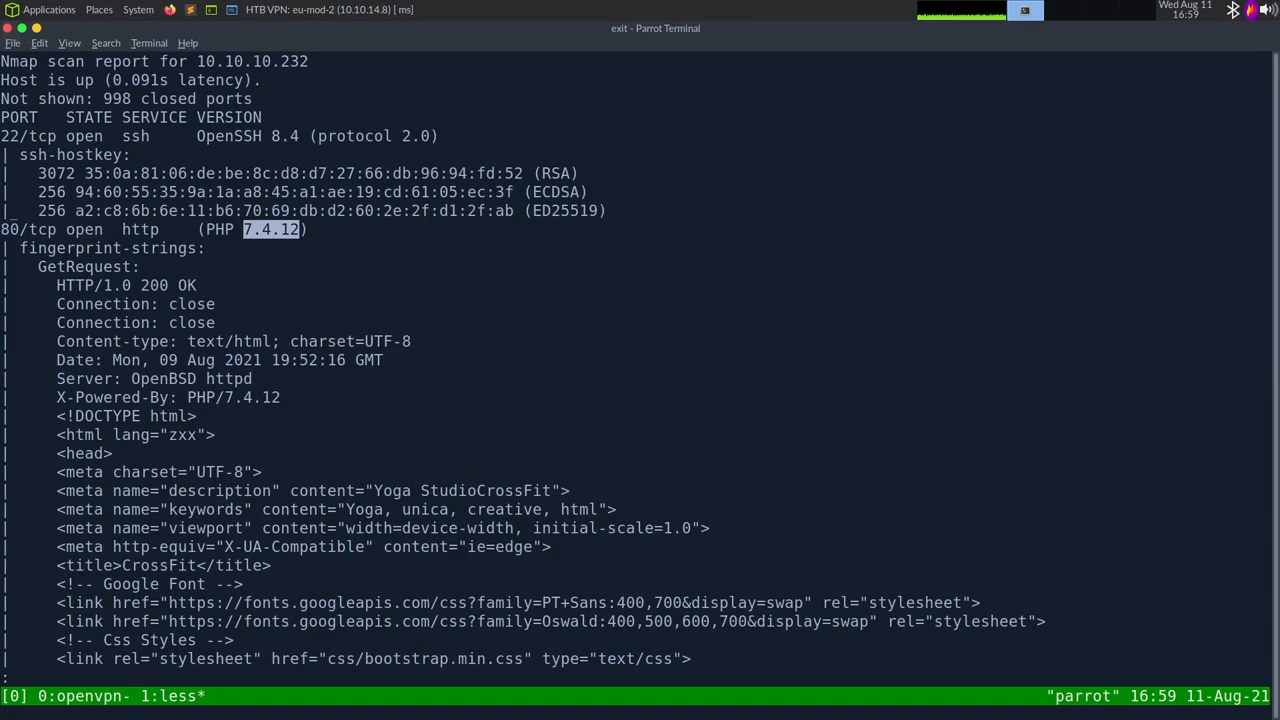 Applications Places System HTB VPN: eu-mod-2 (10.10.14.8) [ ms] Wed Aug 11
16:59
exit - Parrot Terminal
File Edit View Search Terminal Help
Nmap scan report for 10.10.10.232
Host is up (0.091s latency).
Not shown: 998 closed ports
PORT   STATE SERVICE VERSION
22/tcp open  ssh     OpenSSH 8.4 (protocol 2.0)
| ssh-hostkey:
|   3072 35:0a:81:06:de:be:8c:d8:d7:27:66:db:96:94:fd:52 (RSA)
|   256 94:60:55:35:9a:1a:a8:45:a1:ae:19:cd:61:05:ec:3f (ECDSA)
|_  256 a2:c8:6b:6e:11:b6:70:69:db:d2:60:2e:2f:d1:2f:ab (ED25519)
80/tcp open  http    (PHP 7.4.12)
| fingerprint-strings:
|   GetRequest:
|     HTTP/1.0 200 OK
|     Connection: close
|     Connection: close
|     Content-type: text/html; charset=UTF-8
|     Date: Mon, 09 Aug 2021 19:52:16 GMT
|     Server: OpenBSD httpd
|     X-Powered-By: PHP/7.4.12
|     <!DOCTYPE html>
|     <html lang="zxx">
|     <head>
|     <meta charset="UTF-8">
|     <meta name="description" content="Yoga StudioCrossFit">
|     <meta name="keywords" content="Yoga, unica, creative, html">
|     <meta name="viewport" content="width=device-width, initial-scale=1.0">
|     <meta http-equiv="X-UA-Compatible" content="ie=edge">
|     <title>CrossFit</title>
|     <!-- Google Font -->
|     <link href="https://fonts.googleapis.com/css?family=PT+Sans:400,700&display=swap" rel="stylesheet">
|     <link href="https://fonts.googleapis.com/css?family=Oswald:400,500,600,700&display=swap" rel="stylesheet">
|     <!-- Css Styles -->
|     <link rel="stylesheet" href="css/bootstrap.min.css" type="text/css">
:
[0] 0:openvpn- 1:less* "parrot" 16:59 11-Aug-21